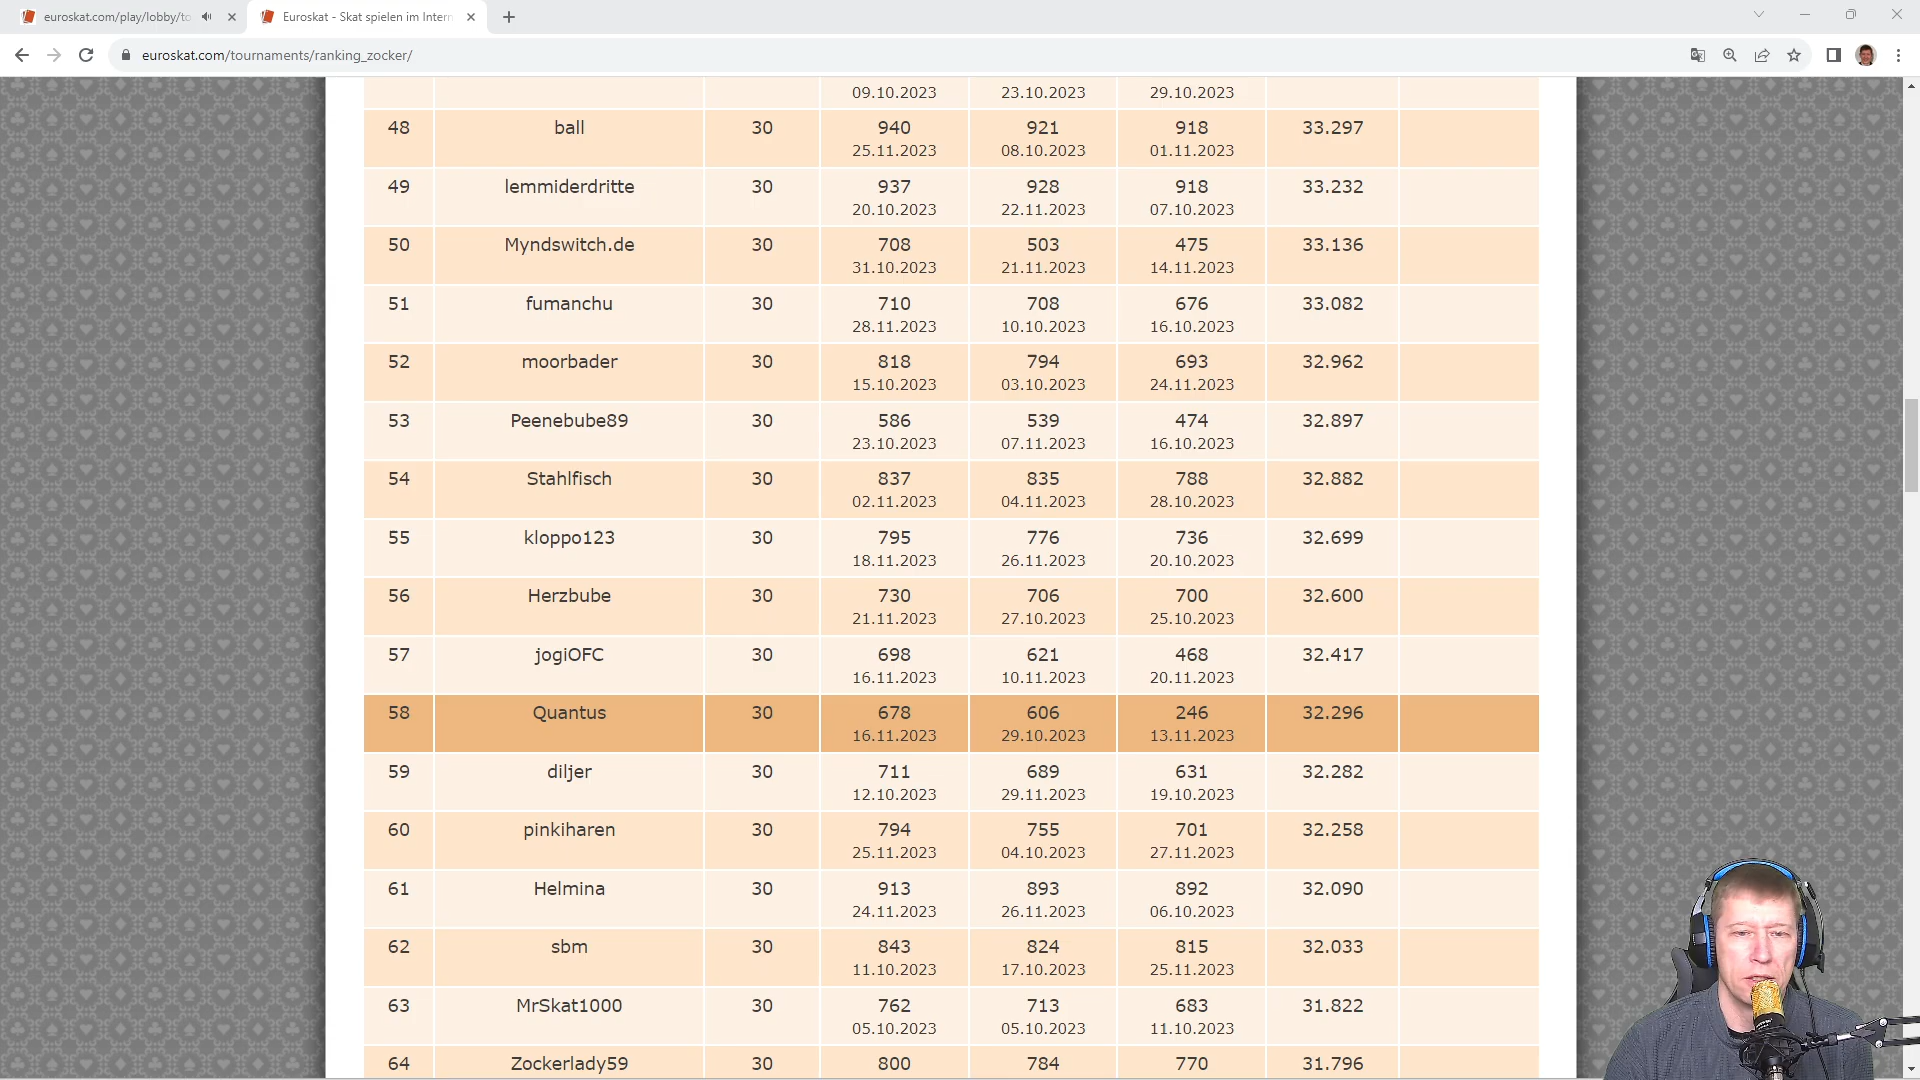 euroskat.com/play/lobby/to
Euroskat - Skat spielen im Intern
euroskat.com/tournaments/ranking_zocker/
09.10.2023 23.10.2023 29.10.2023
48 ball 30 940 921 918 33.297
25.11.2023 08.10.2023 01.11.2023
49 lemmiderdritte 30 937 928 918 33.232
20.10.2023 22.11.2023 07.10.2023
50 Myndswitch.de 30 708 503 475 33.136
31.10.2023 21.11.2023 14.11.2023
51 fumanchu 30 710 708 676 33.082
28.11.2023 10.10.2023 16.10.2023
52 moorbader 30 818 794 693 32.962
15.10.2023 03.10.2023 24.11.2023
53 Peenebube89 30 586 539 474 32.897
23.10.2023 07.11.2023 16.10.2023
54 Stahlfisch 30 837 835 788 32.882
02.11.2023 04.11.2023 28.10.2023
55 kloppo123 30 795 776 736 32.699
18.11.2023 26.11.2023 20.10.2023
56 Herzbube 30 730 706 700 32.600
21.11.2023 27.10.2023 25.10.2023
57 jogiOFC 30 698 621 468 32.417
16.11.2023 10.11.2023 20.11.2023
58 Quantus 30 678 606 246 32.296
16.11.2023 29.10.2023 13.11.2023
59 diljer 30 711 689 631 32.282
12.10.2023 29.11.2023 19.10.2023
60 pinkiharen 30 794 755 701 32.258
25.11.2023 04.10.2023 27.11.2023
61 Helmina 30 913 893 892 32.090
24.11.2023 26.11.2023 06.10.2023
62 sbm 30 843 824 815 32.033
11.10.2023 17.10.2023 25.11.2023
63 MrSkat1000 30 762 713 683 31.822
05.10.2023 05.10.2023 11.10.2023
64 Zockerlady59 30 800 784 770 31.796